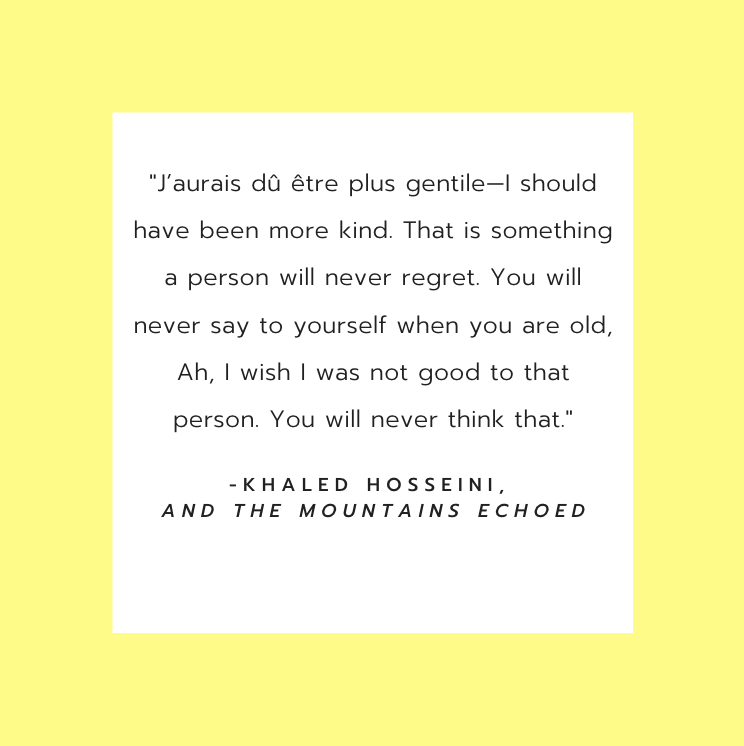 "J’aurais dû être plus gentile—I should
have been more kind. That is something
a person will never regret. You will
never say to yourself when you are old,
Ah, I wish I was not good to that
person. You will never think that."
-KHALED HOSSEINI,
AND THE MOUNTAINS ECHOED